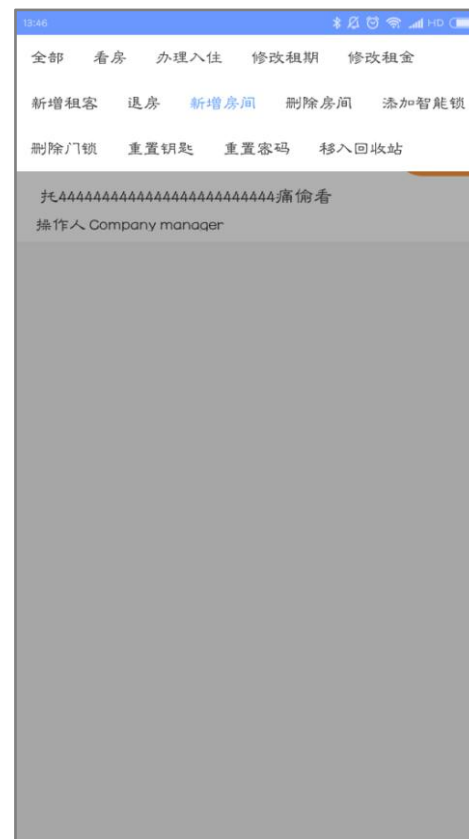 13:46 HD
全部 看房 办理入住 修改租期 修改租金
新增租客 退房 新增房间 删除房间 添加智能锁
删除门锁 重置钥匙 重置密码 移入回收站
托4444444444444444444444444痛偷看
操作人 Company manager